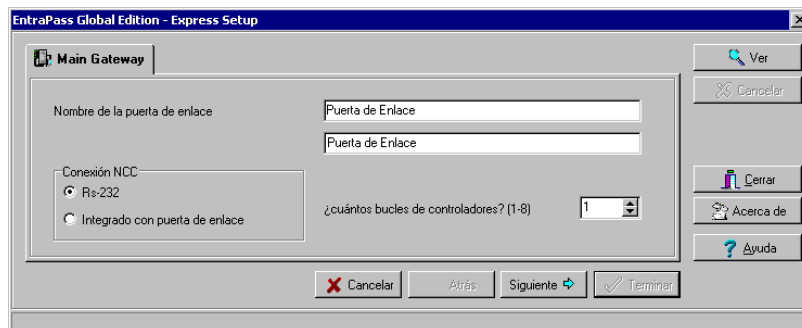 EntraPass Global Edition - Express Setup
Main Gateway
Nombre de la puerta de enlace
Puerta de Enlace
Puerta de Enlace
Conexión NCC
Rs-232
Integrado con puerta de enlace
¿cuántos bucles de controladores? (1-8)
1
Cancelar
Atrás
Siguiente
Terminar
Ver
Cancelar
Cerrar
Acerca de
Ayuda